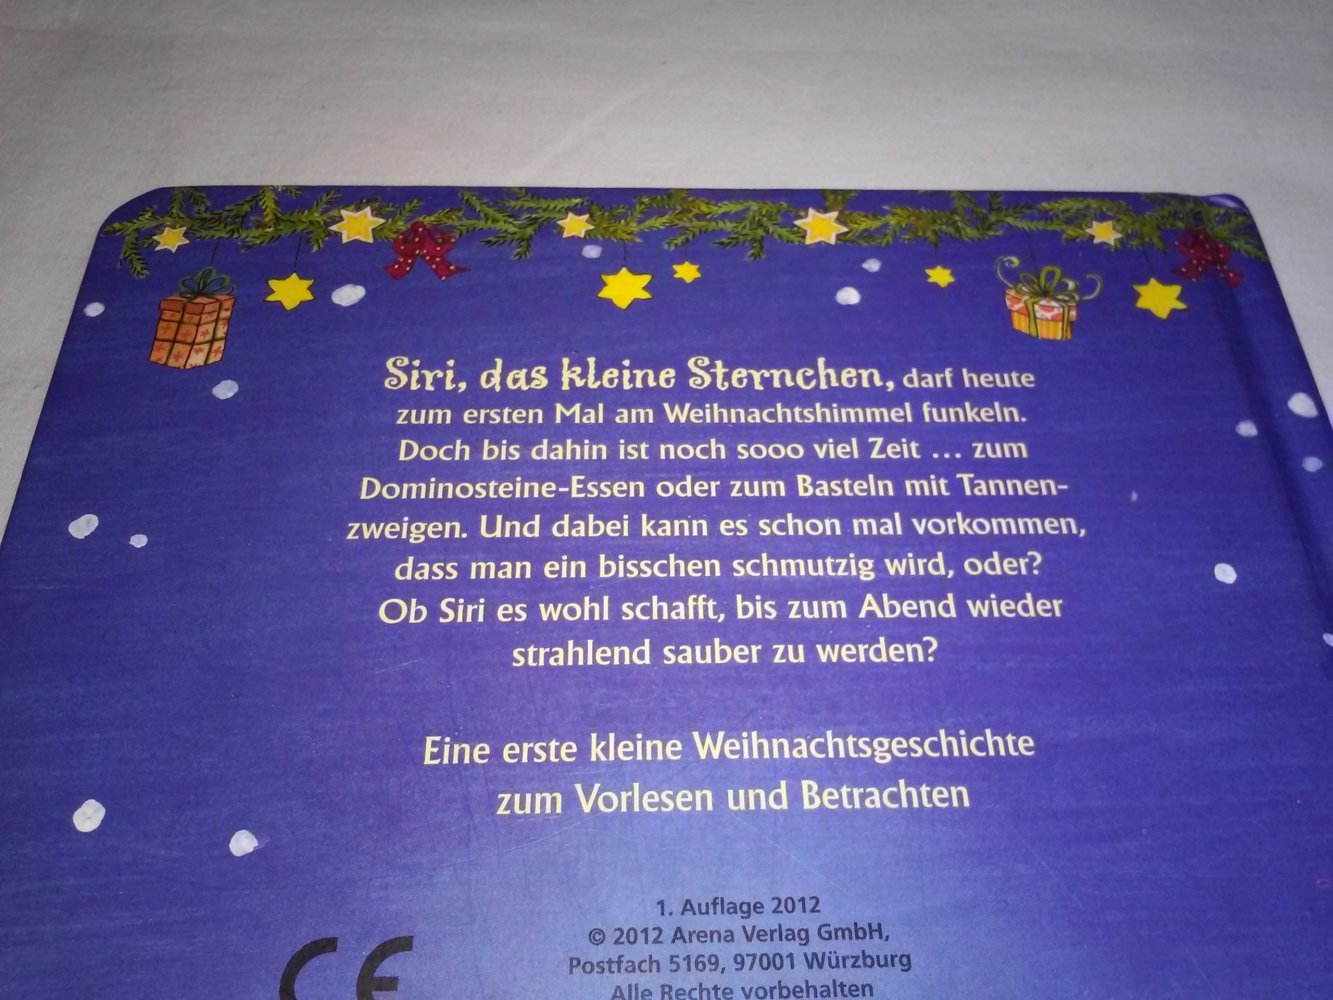 Siri, das kleine Sternchen, darf heute
zum ersten Mal am Weihnachtshimmel funkeln.
Doch bis dahin ist noch sooo viel Zeit ... zum
Dominosteine-Essen oder zum Basteln mit Tannen-
zweigen. Und dabei kann es schon mal vorkommen,
dass man ein bisschen schmutzig wird, oder?
Ob Siri es wohl schafft, bis zum Abend wieder
strahlend sauber zu werden?
Eine erste kleine Weihnachtsgeschichte
zum Vorlesen und Betrachten
1. Auflage 2012
© 2012 Arena Verlag GmbH,
Postfach 5169, 97001 Würzburg
Alle Rechte vorbehalten
CE